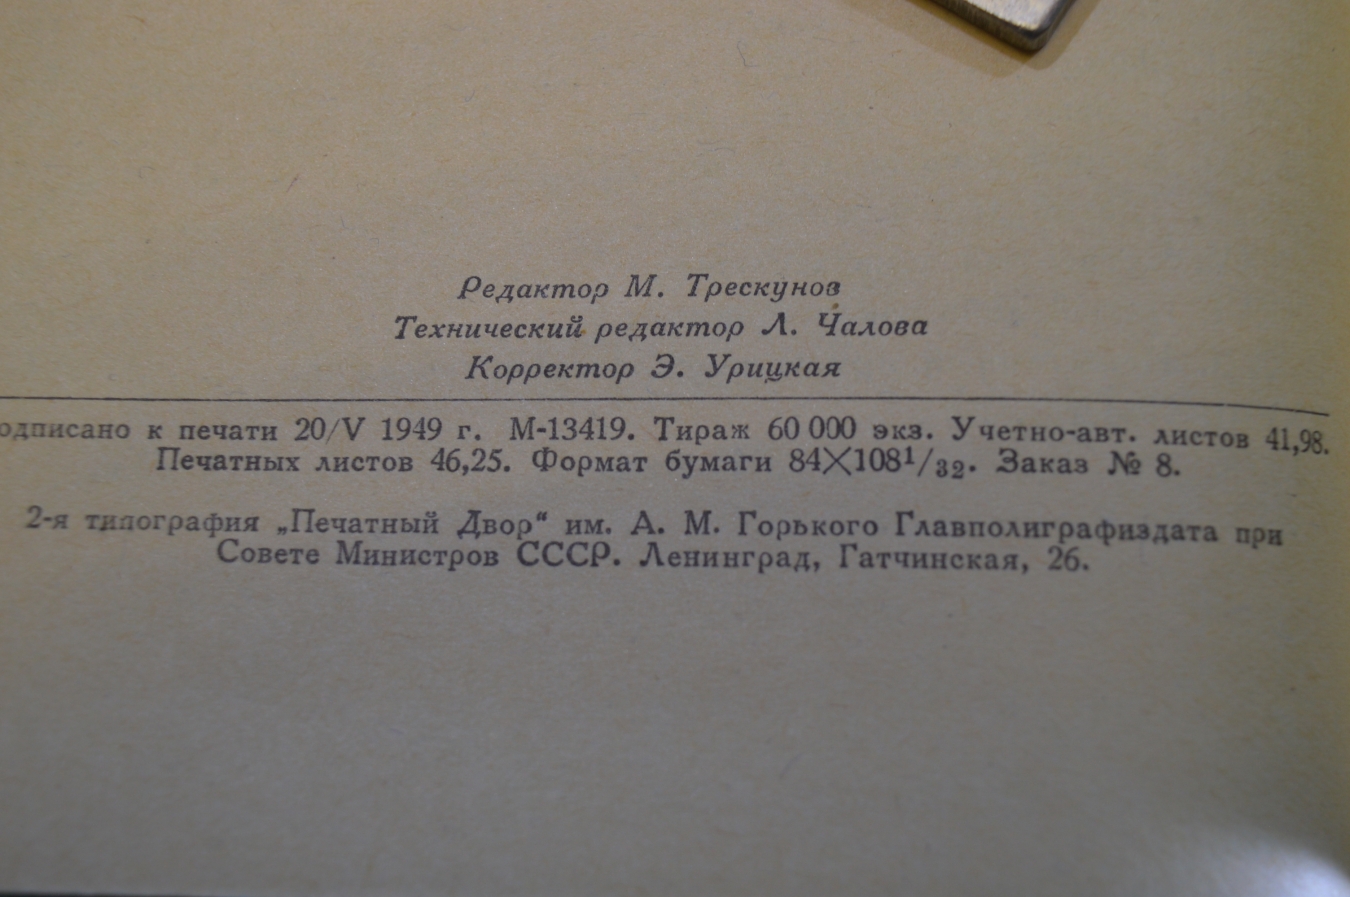 Редактор М. Трескунов
Технический редактор Л. Чалова
Корректор Э. Урицкая
одписано к печати 20/V 1949 г. М-13419. Тираж 60 000 экз. Учетно-авт. листов 41,98.
Печатных листов 46,25. Формат бумаги 84×108¹/₃₂. Заказ № 8.
2-я типография „Печатный Двор“ им. А. М. Горького Главполиграфиздата при
Совете Министров СССР. Ленинград, Гатчинская, 26.